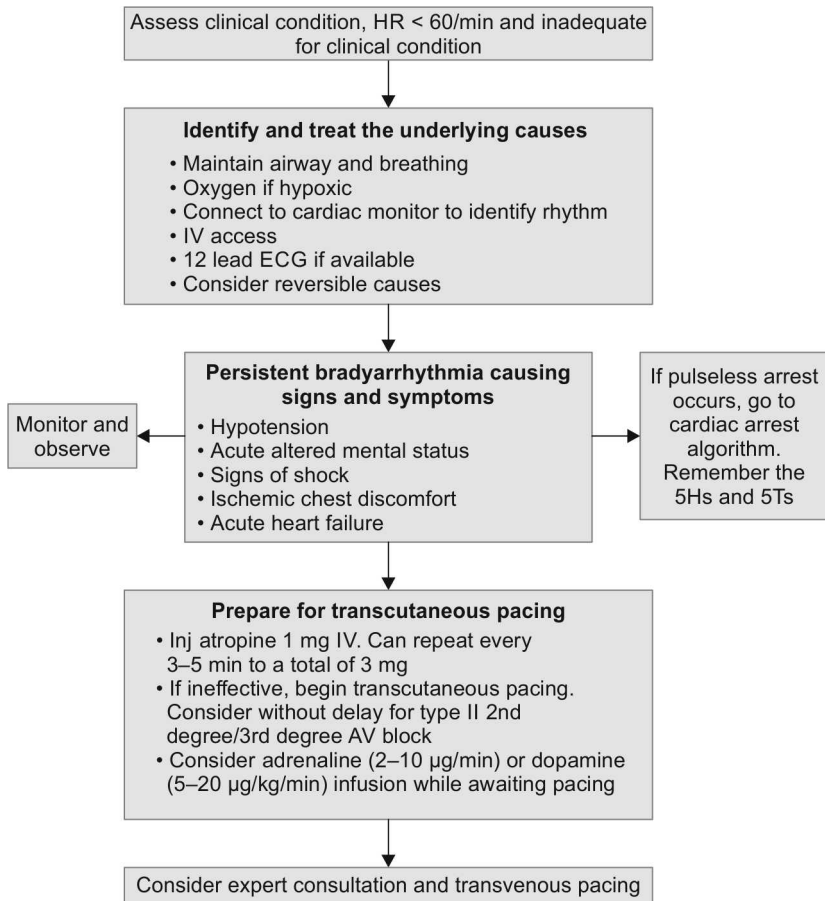 Assess clinical condition, HR < 60/min and inadequate
for clinical condition
Identify and treat the underlying causes
• Maintain airway and breathing
• Oxygen if hypoxic
• Connect to cardiac monitor to identify rhythm
• IV access
• 12 lead ECG if available
• Consider reversible causes
Monitor and
observe
Persistent bradyarrhythmia causing
signs and symptoms
• Hypotension
• Acute altered mental status
• Signs of shock
• Ischemic chest discomfort
• Acute heart failure
If pulseless arrest
occurs, go to
cardiac arrest
algorithm.
Remember the
5Hs and 5Ts
Prepare for transcutaneous pacing
• Inj atropine 1 mg IV. Can repeat every
3–5 min to a total of 3 mg
• If ineffective, begin transcutaneous pacing.
Consider without delay for type II 2nd
degree/3rd degree AV block
• Consider adrenaline (2–10 µg/min) or dopamine
(5–20 µg/kg/min) infusion while awaiting pacing
Consider expert consultation and transvenous pacing